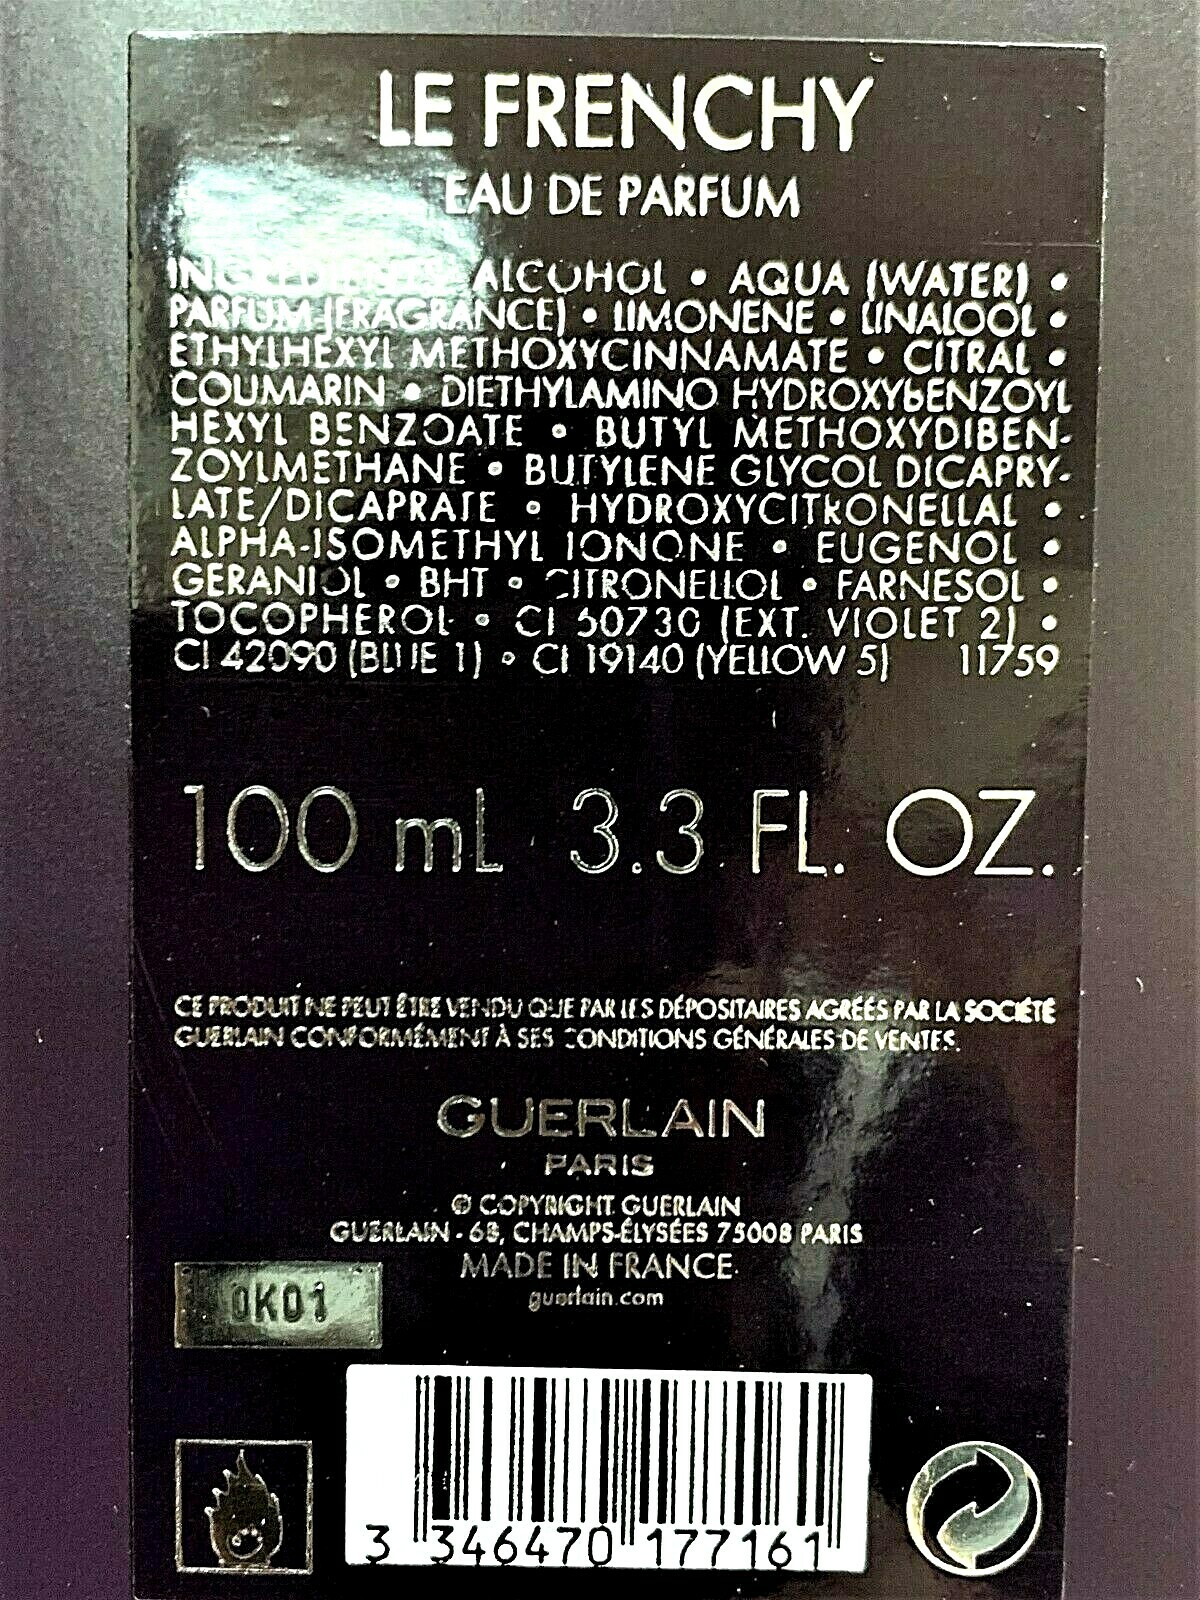 LE FRENCHY
EAU DE PARFUM
INGREDIENTS: ALCOHOL • AQUA (WATER) •
PARFUM (FRAGRANCE) • LIMONENE • LINALOOL •
ETHYLHEXYL METHOXYCINNAMATE • CITRAL •
COUMARIN • DIETHYLAMINO HYDROXYBENZOYL
HEXYL BENZOATE • BUTYL METHOXYDIBEN-
ZOYLMETHANE • BUTYLENE GLYCOL DICAPRY-
LATE/DICAPRATE • HYDROXYCITRONELLAL •
ALPHA-ISOMETHYL IONONE • EUGENOL •
GERANIOL • BHT • CITRONELLOL • FARNESOL •
TOCOPHEROL • CI 60730 (EXT. VIOLET 2) •
CI 42090 (BLUE 1) • CI 19140 (YELLOW 5) 11759
100 mL 3.3 FL. OZ.
CE PRODUIT NE PEUT ÊTRE VENDU QUE PAR LES DÉPOSITAIRES AGRÉÉS PAR LA SOCIÉTÉ
GUERLAIN CONFORMÉMENT À SES CONDITIONS GÉNÉRALES DE VENTES.
GUERLAIN
PARIS
© COPYRIGHT GUERLAIN
GUERLAIN - 68, CHAMPS-ÉLYSÉES 75008 PARIS
MADE IN FRANCE
guerlain.com
0K01
3 346470 177161